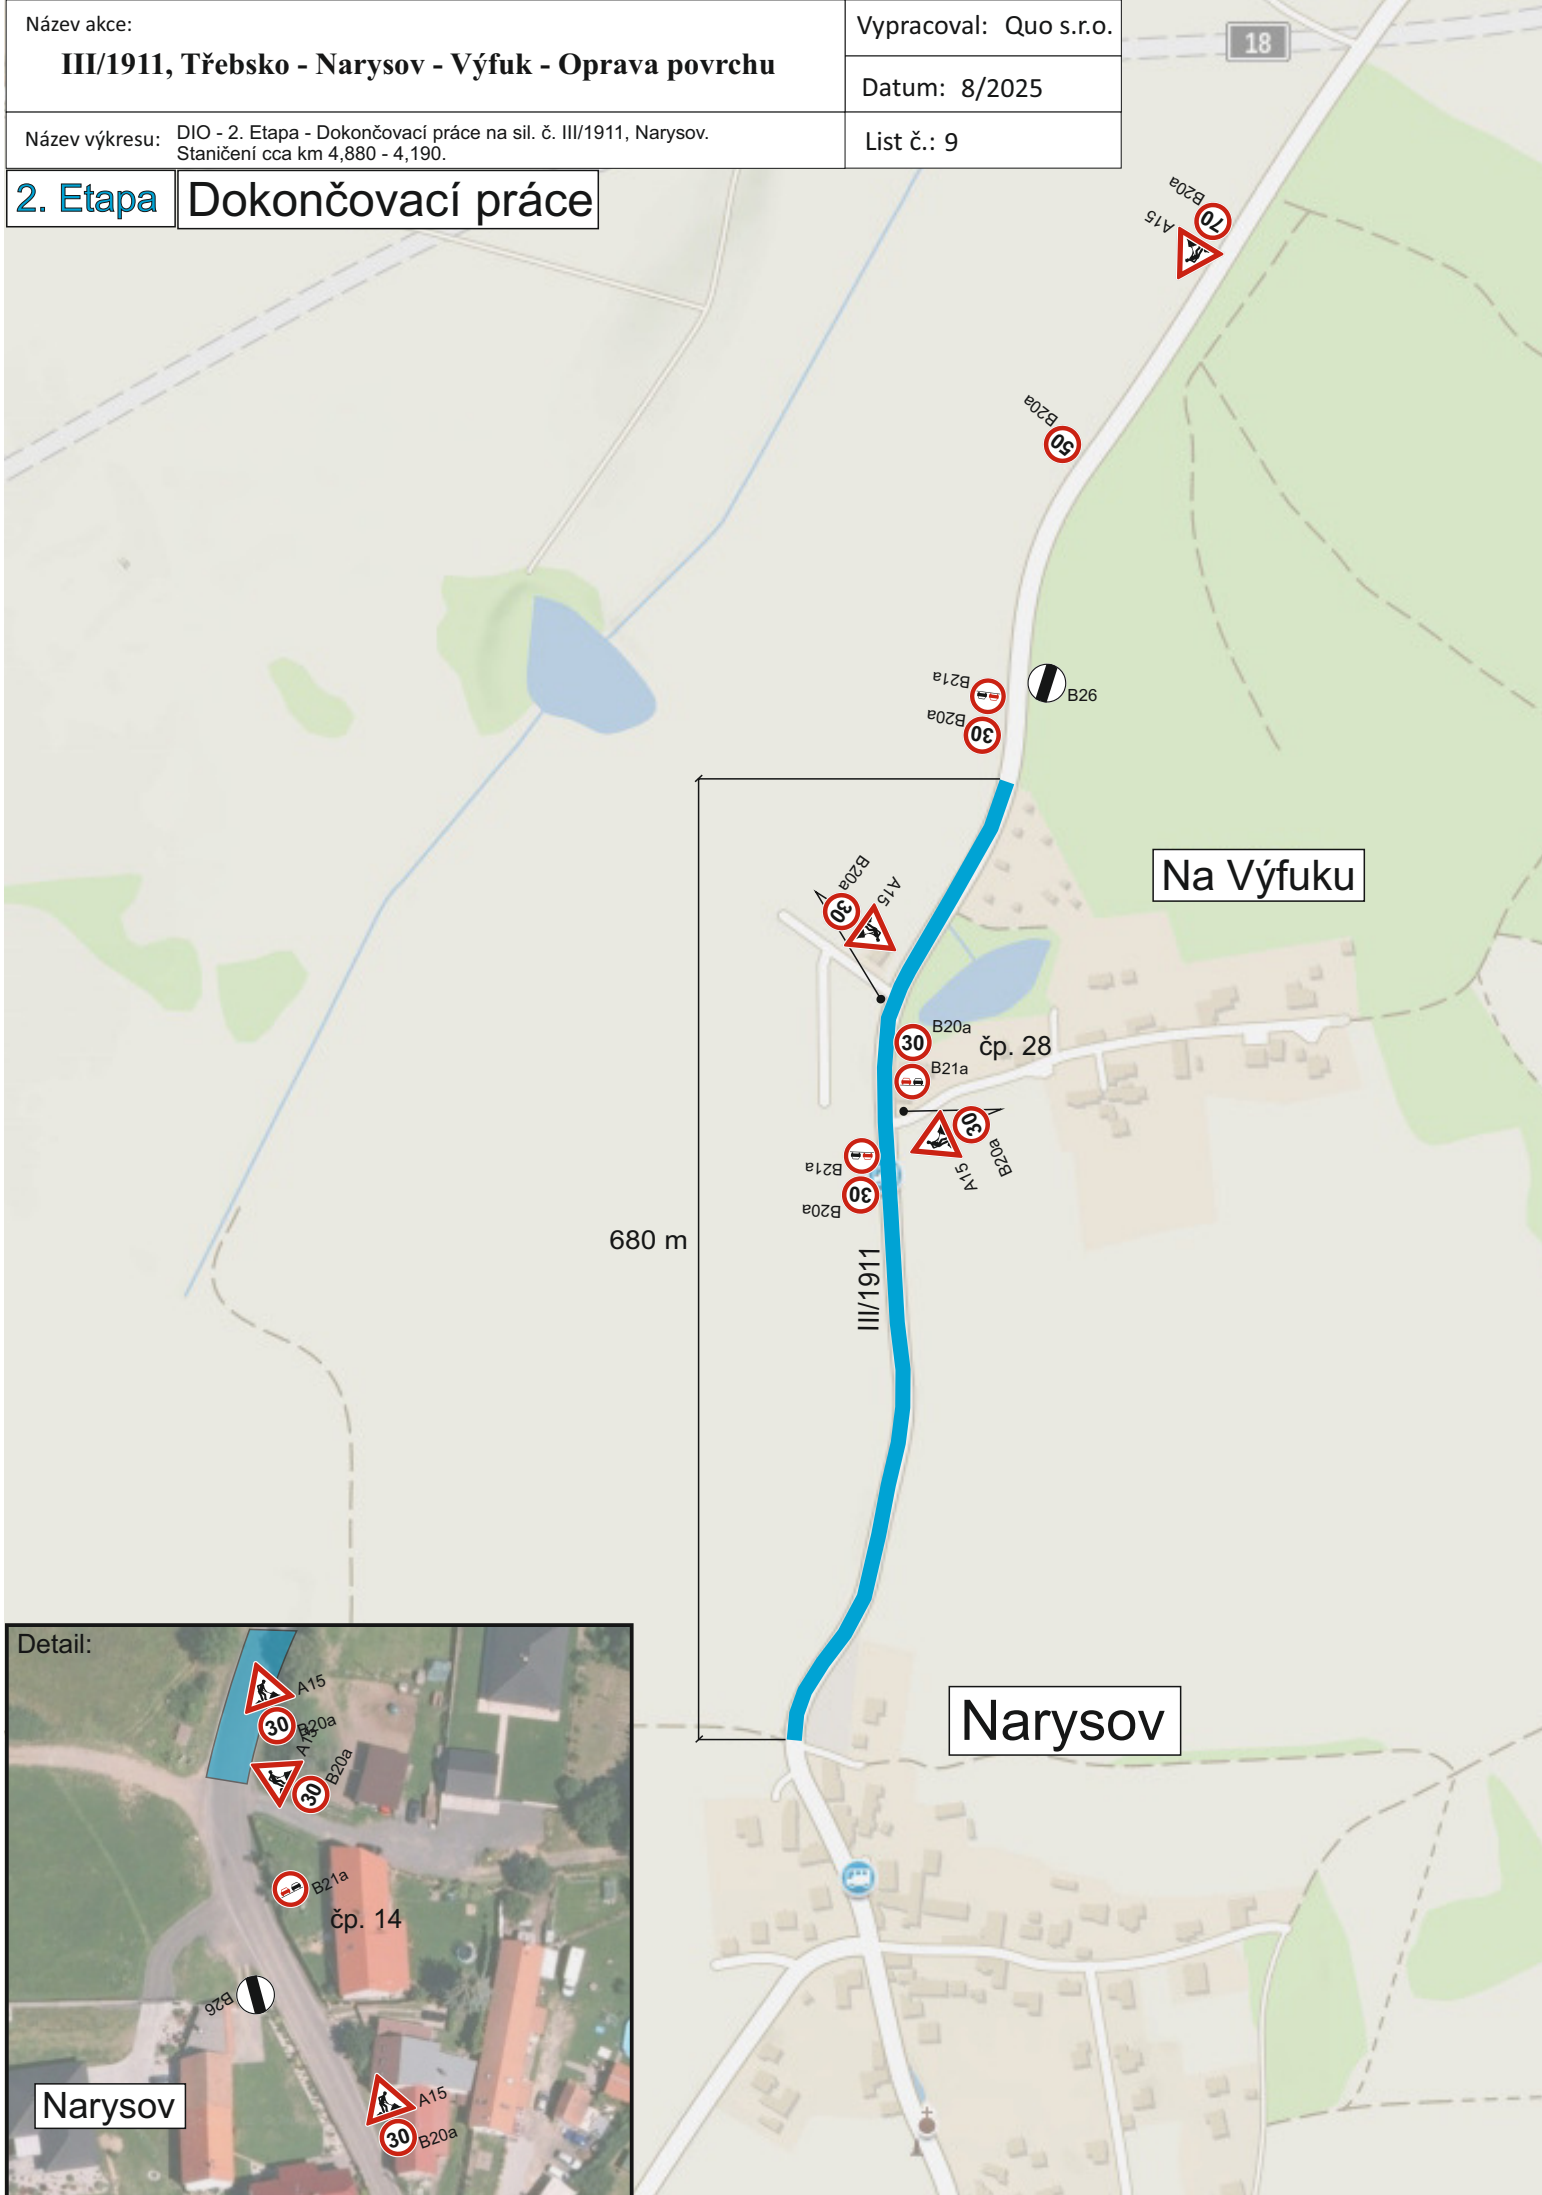 Název akce:
III/1911, Třebsko - Narysov - Výfuk - Oprava povrchu
Vypracoval: Quo s.r.o.
Datum: 8/2025
Název výkresu: DIO - 2. Etapa - Dokončovací práce na sil. č. III/1911, Narysov.
Staničení cca km 4,880 - 4,190.
List č.: 9
2. Etapa
Dokončovací práce
18
B20a
70
A15
B20a
50
B21a
B26
B20a
30
Na Výfuku
B20a
30
A15
30
B20a
čp. 28
B21a
30
A15
B20a
B21a
B20a
30
680 m
III/1911
Narysov
Detail:
A15
30
B20a
A15
30
B20a
B21a
čp. 14
B26
Narysov
A15
30
B20a